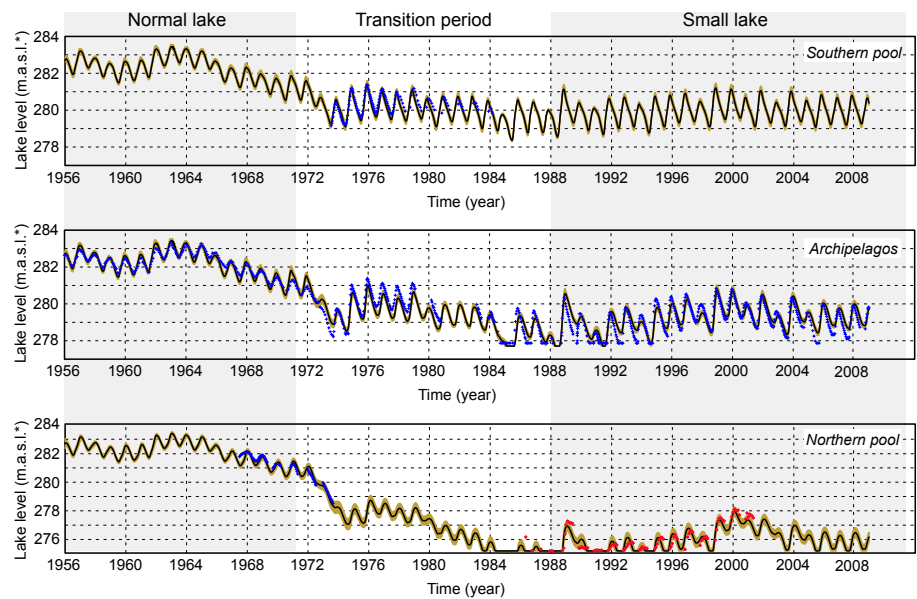 Normal lake Transition period Small lake
284
282
280
278
Lake level (m.a.s.l.*)
Southern pool
1956 1960 1964 1968 1972 1976 1980 1984 1988 1992 1996 2000 2004 2008
Time (year)
284
282
280
278
Lake level (m.a.s.l.*)
Archipelagos
1956 1960 1964 1968 1972 1976 1980 1984 1988 1992 1996 2000 2004 2008
Time (year)
284
282
280
278
276
Lake level (m.a.s.l.*)
Northern pool
1956 1960 1964 1968 1972 1976 1980 1984 1988 1992 1996 2000 2004 2008
Time (year)